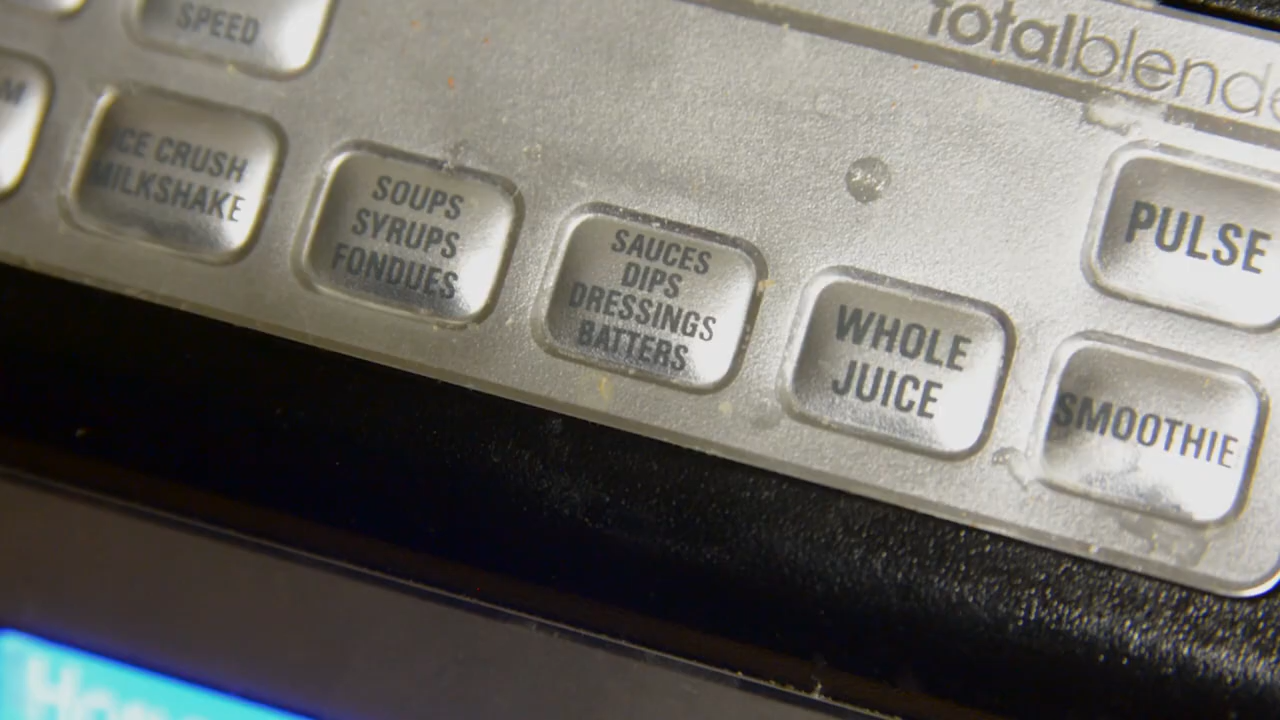 SPEED
totalblende
ICE CRUSH
MILKSHAKE
SOUPS
SYRUPS
FONDUES
SAUCES
DIPS
DRESSINGS
BATTERS
WHOLE
JUICE
PULSE
SMOOTHIE